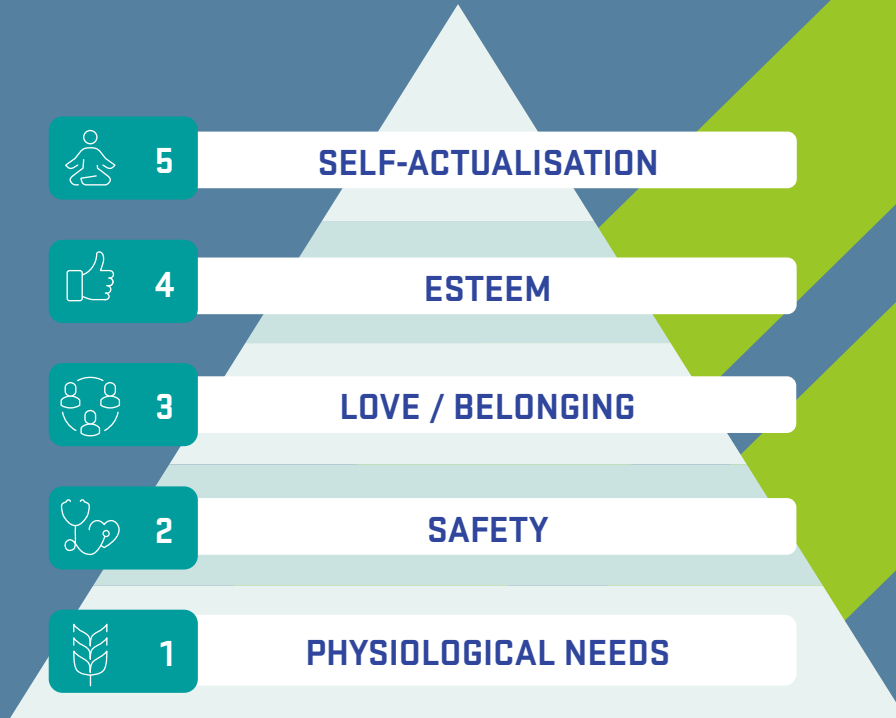 5 SELF-ACTUALISATION
4 ESTEEM
3 LOVE / BELONGING
2 SAFETY
1 PHYSIOLOGICAL NEEDS